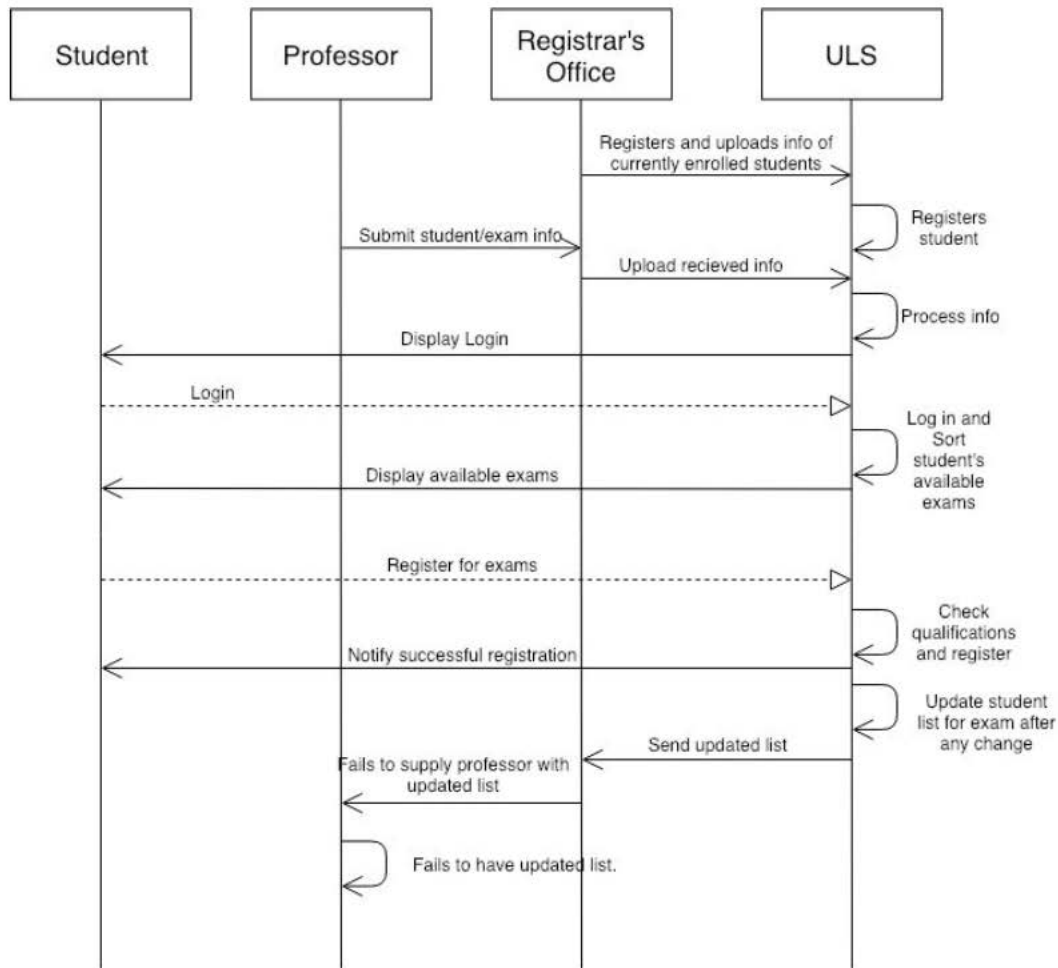 Student
Professor
Registrar's
Office
ULS
Registers and uploads info of
currently enrolled students
Registers
student
Submit student/exam info
Upload recieved info
Process info
Display Login
Login
Log in and
Sort
student's
available
exams
Display available exams
Register for exams
Check
qualifications
and register
Notify successful registration
Update student
list for exam after
any change
Send updated list
Fails to supply professor with
updated list
Fails to have updated list.